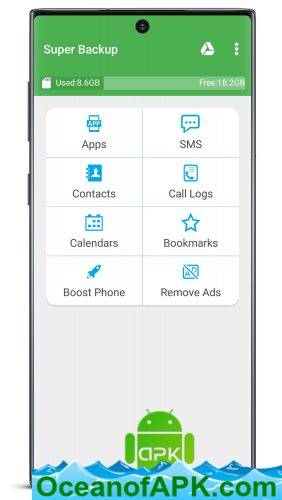 Super Backup
Used:8.6GB Free:18.2GB
APP
Apps SMS
Contacts Call Logs
Calendars Bookmarks
AD
Boost Phone Remove Ads
APK
OceanofAPK.com